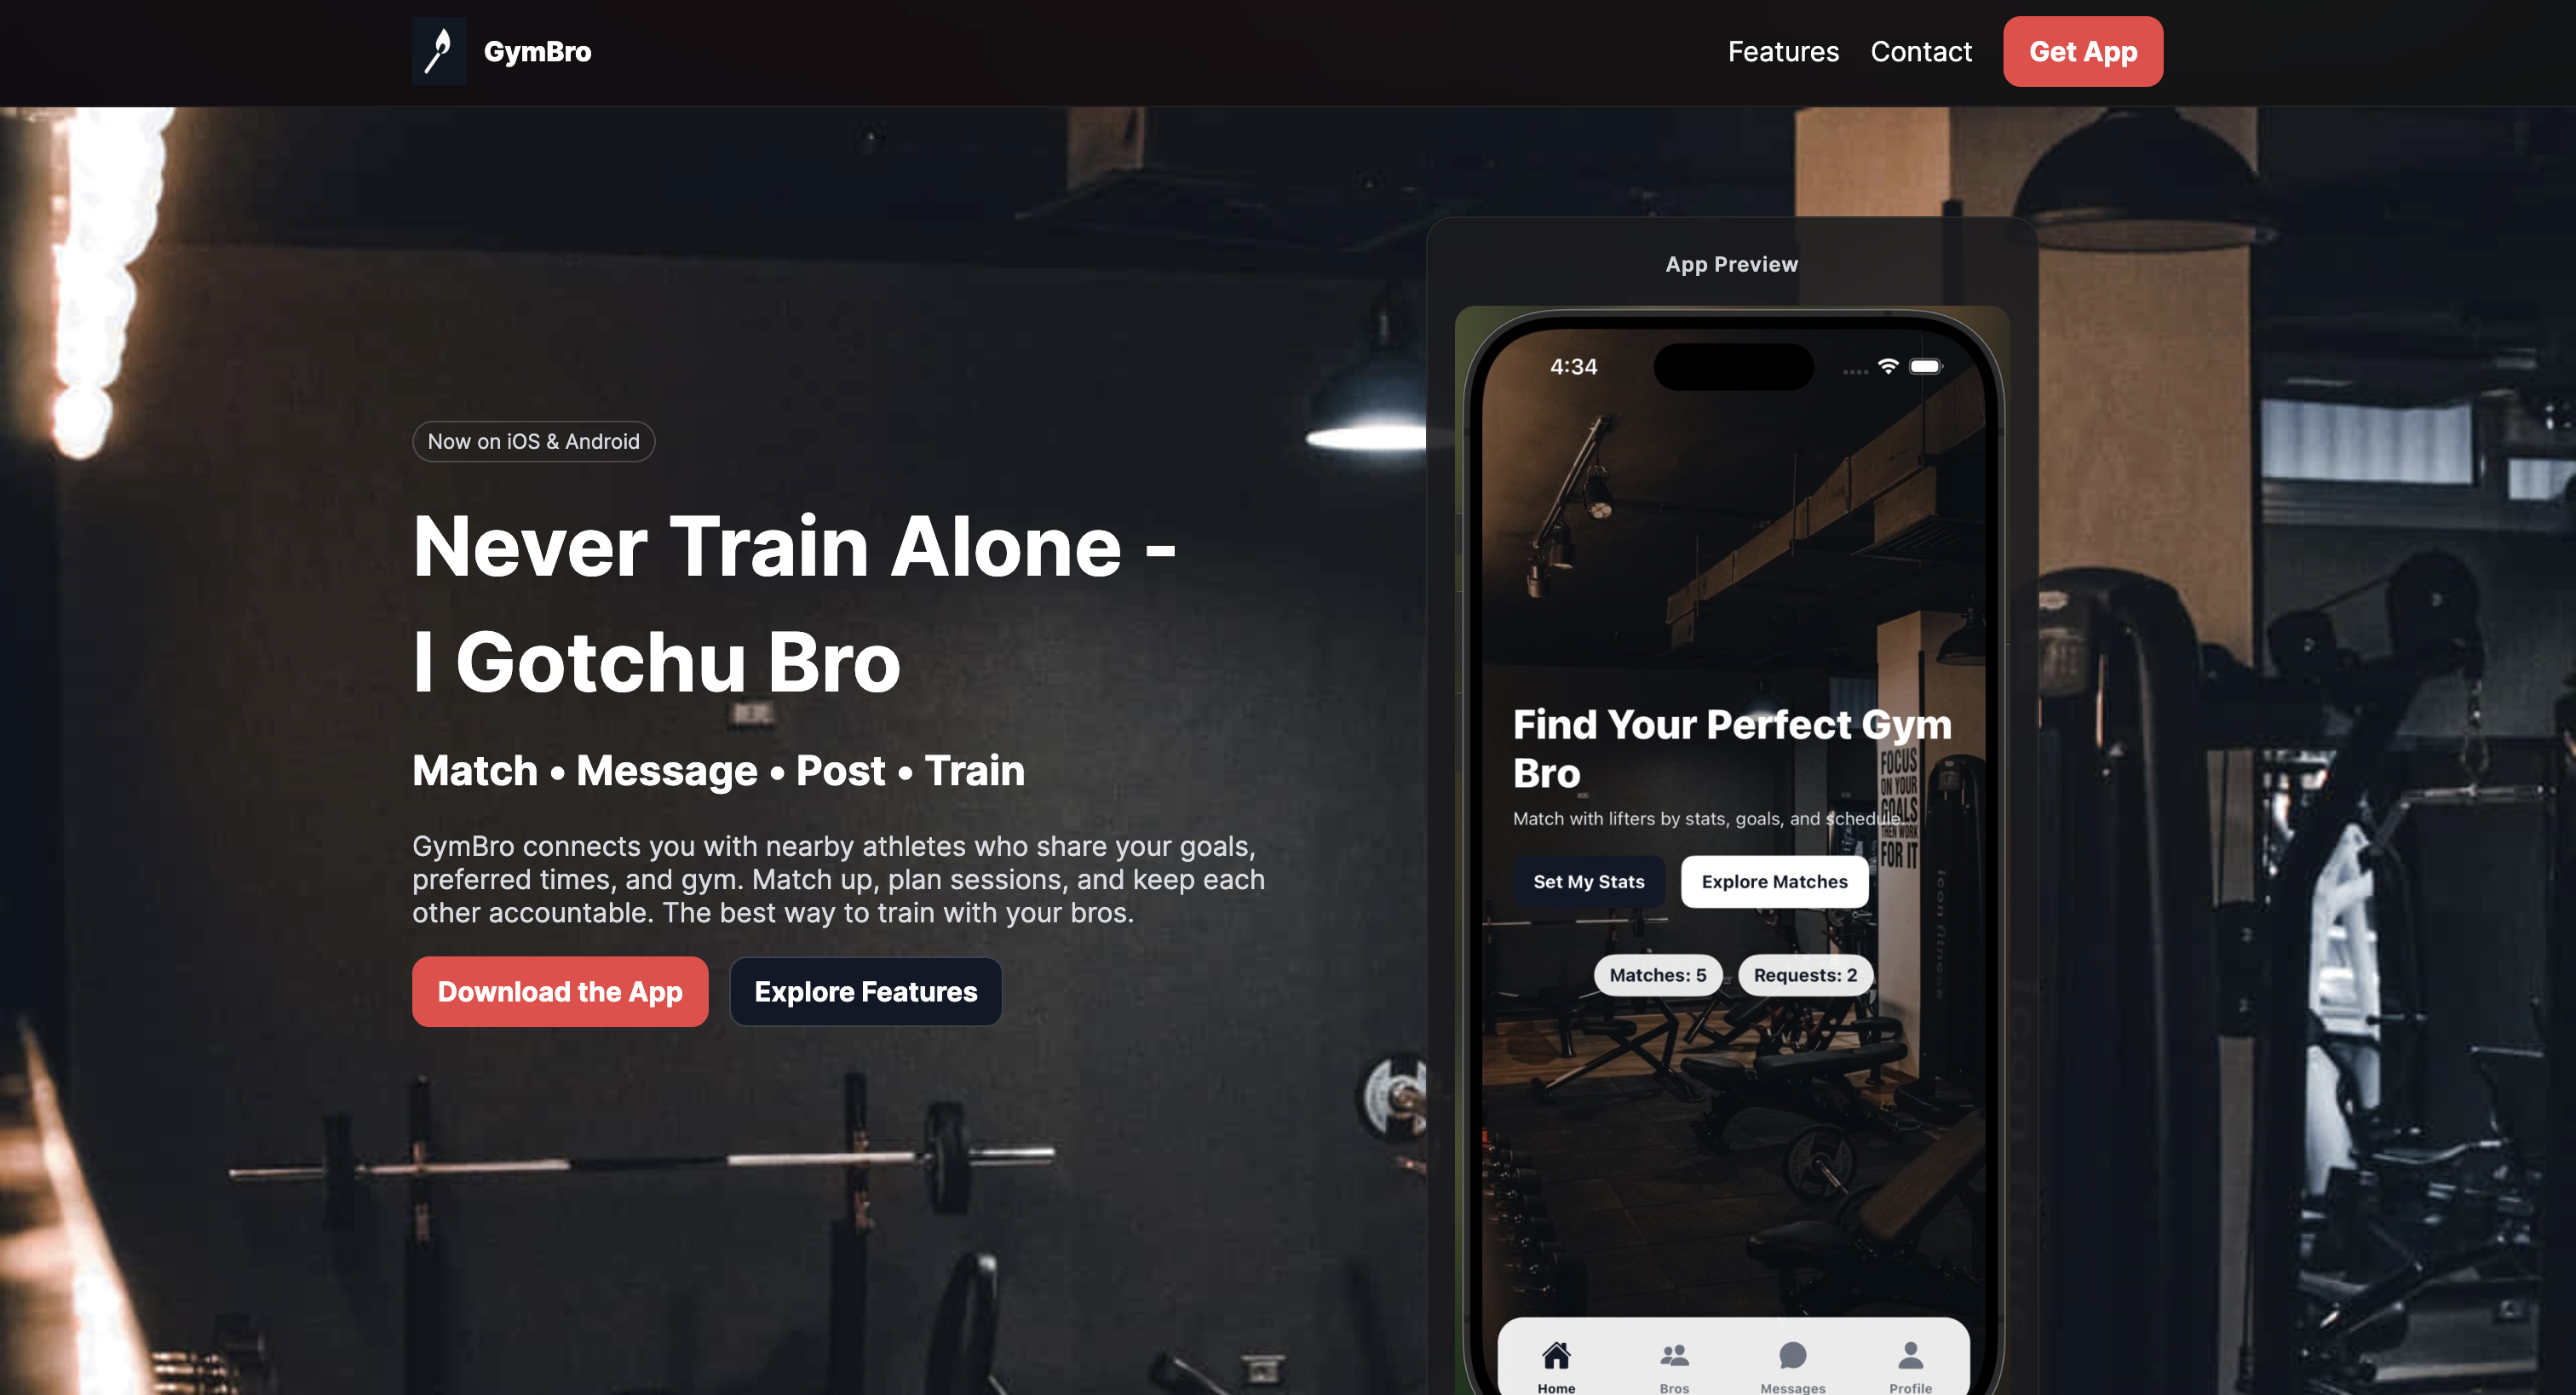 GymBro
Features
Contact
Get App
Now on iOS & Android
Never Train Alone -
I Gotchu Bro
Match • Message • Post • Train
GymBro connects you with nearby athletes who share your goals,
preferred times, and gym. Match up, plan sessions, and keep each
other accountable. The best way to train with your bros.
Download the App
Explore Features
App Preview
4:34
Find Your Perfect Gym
Bro
Match with lifters by stats, goals, and schedule.
FOCUS
ON YOUR
GOALS
THEN WORK
FOR IT
Set My Stats
Explore Matches
icon fitness
Matches: 5
Requests: 2
Home
Bros
Messages
Profile